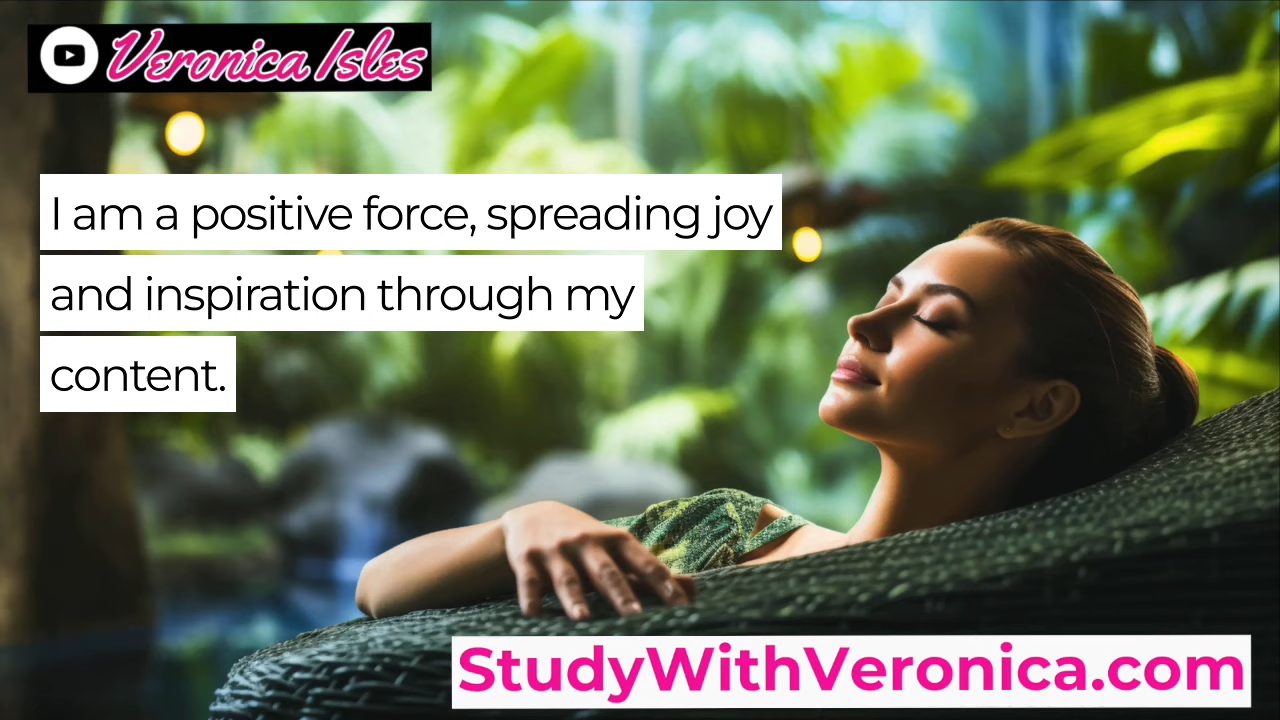 Veronica Isles
I am a positive force, spreading joy
and inspiration through my
content.
StudyWithVeronica.com